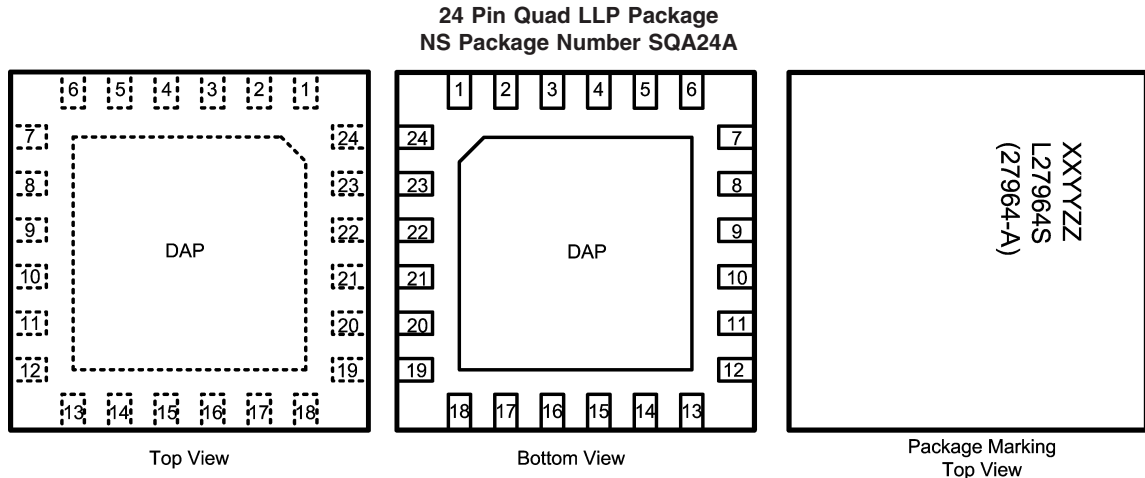 24 Pin Quad LLP Package
NS Package Number SQA24A
6 5 4 3 2 1
7 24
8 23
9 22
DAP
10 21
11 20
12 19
13 14 15 16 17 18
Top View
1 2 3 4 5 6
24 7
23 8
22 9
DAP
21 10
20 11
19 12
18 17 16 15 14 13
Bottom View
XXYYZZ
L27964S
(27964-A)
Package Marking
Top View